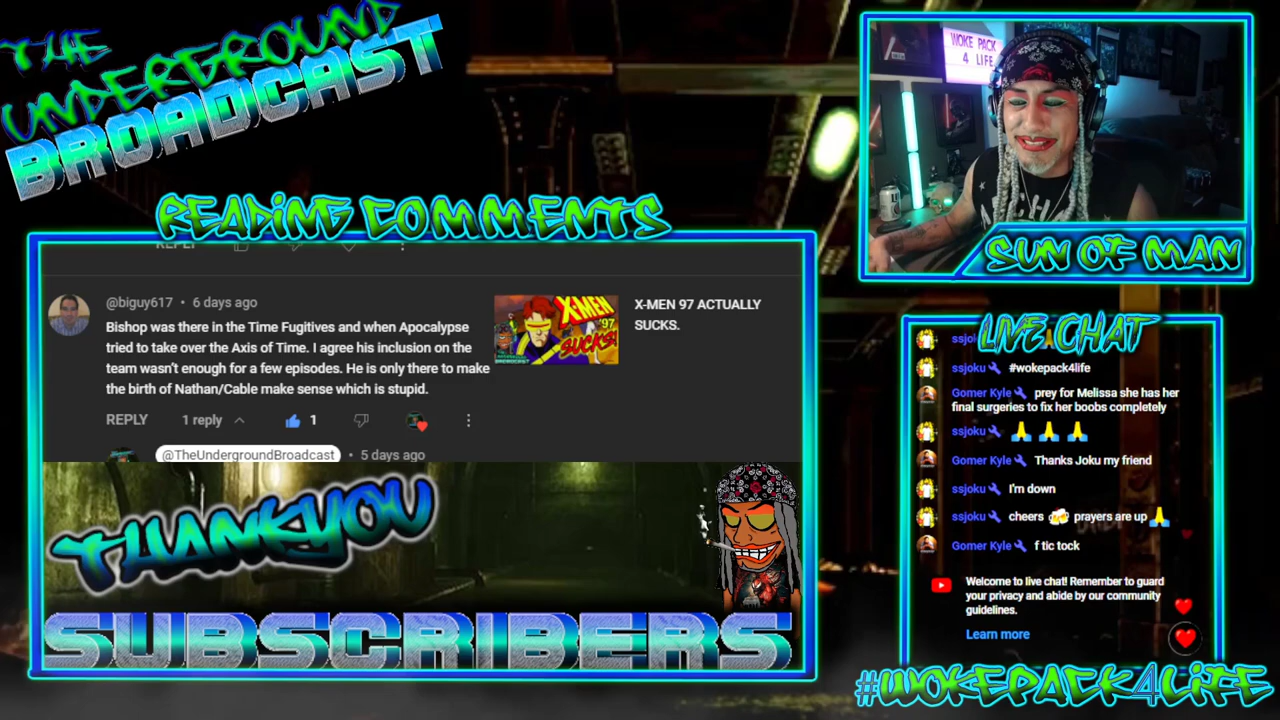 THE
UNDERGROUND
BROADCAST
WOKE PACK
4 LIFE
SUN OF MAN
READING COMMENTS
REPLY
@biguy617 • 6 days ago
Bishop was there in the Time Fugitives and when Apocalypse
tried to take over the Axis of Time. I agree his inclusion on the
team wasn't enough for a few episodes. He is only there to make
the birth of Nathan/Cable make sense which is stupid.
X-MEN
'97
SUCKS!
X-MEN 97 ACTUALLY
SUCKS.
REPLY 1 reply 1
@TheUndergroundBroadcast • 5 days ago
THANKYOU
SUBSCRIBERS
LIVE CHAT
ssjoku #wokepack4life
Gomer Kyle prey for Melissa she has her
final surgeries to fix her boobs completely
ssjoku 🙏 🙏 🙏
Gomer Kyle Thanks Joku my friend
ssjoku I'm down
ssjoku cheers 🍻 prayers are up 🙏
Gomer Kyle f tic tock
Welcome to live chat! Remember to guard
your privacy and abide by our community
guidelines.
Learn more
#WOKEPACK4LIFE